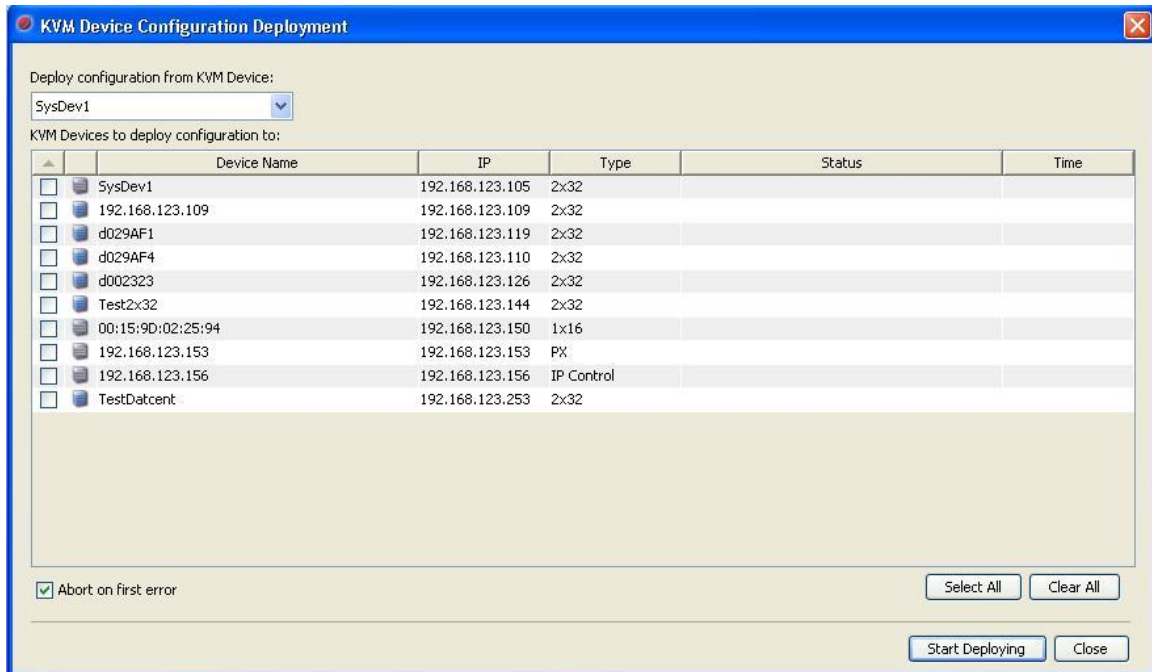 KVM Device Configuration Deployment
Deploy configuration from KVM Device:
SysDev1
KVM Devices to deploy configuration to:
Device Name IP Type Status Time
SysDev1 192.168.123.105 2x32
192.168.123.109 192.168.123.109 2x32
d029AF1 192.168.123.119 2x32
d029AF4 192.168.123.110 2x32
d002323 192.168.123.126 2x32
Test2x32 192.168.123.144 2x32
00:15:9D:02:25:94 192.168.123.150 1x16
192.168.123.153 192.168.123.153 PX
192.168.123.156 192.168.123.156 IP Control
TestDatcent 192.168.123.253 2x32
Abort on first error Select All Clear All
Start Deploying Close